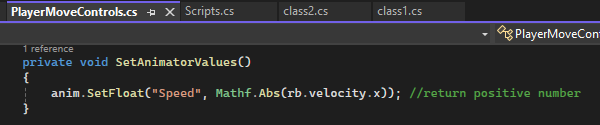 PlayerMoveControls.cs Scripts.cs class2.cs class1.cs
PlayerMoveCont
1 reference
private void SetAnimatorValues()
{
anim.SetFloat("Speed", Mathf.Abs(rb.velocity.x)); //return positive number
}